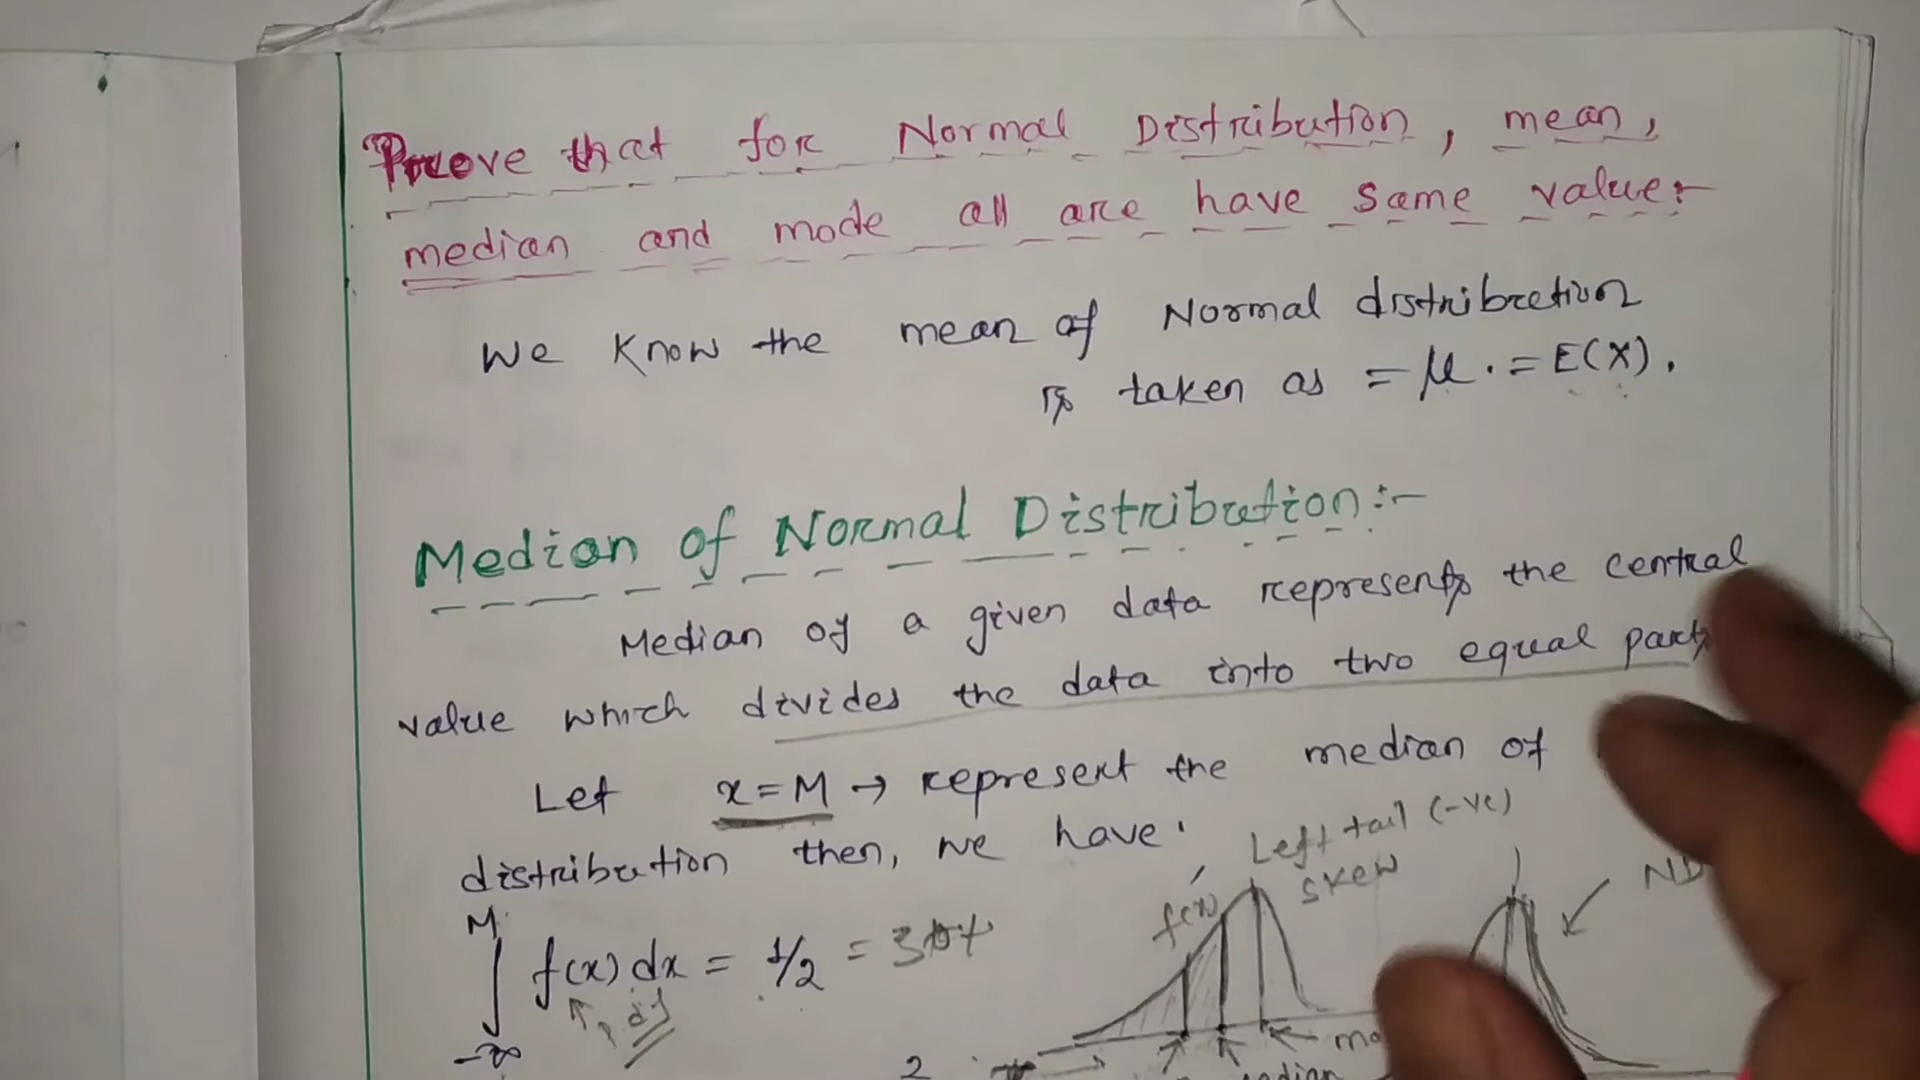 Prove that for Normal Distribution, mean,
median and mode all are have same value:-
We know the mean of Normal distribution
is taken as = μ. = E(X).
Median of Normal Distribution:-
Median of a given data represents the central
value which divides the data into two equal parts
Let x=M → represent the median of
distribution then, we have
Left tail (-ve)
skew
ND
f(x)
M
∫ f(x) dx = 1/2
-∞
pdf
2